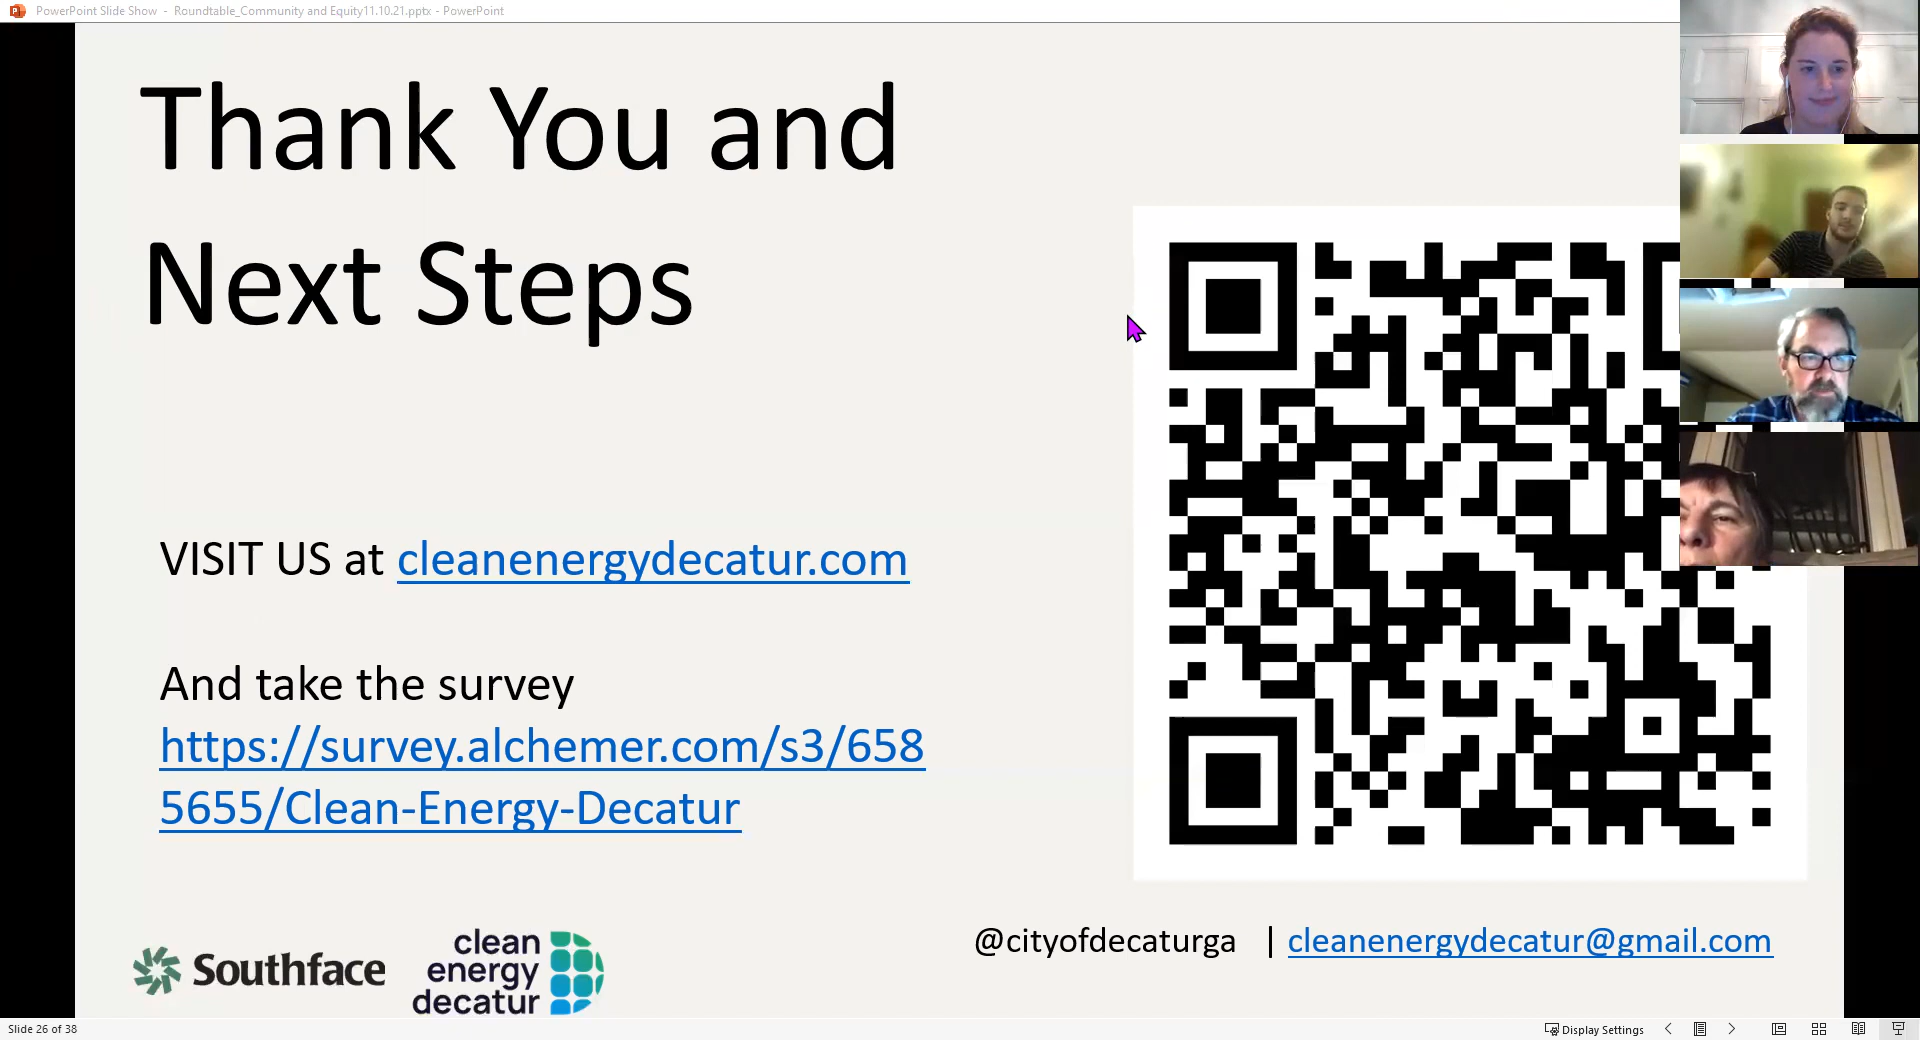 PowerPoint Slide Show - Roundtable_Community and Equity11.10.21.pptx - PowerPoint
Thank You and
Next Steps
VISIT US at cleanenergydecatur.com
And take the survey
https://survey.alchemer.com/s3/658
5655/Clean-Energy-Decatur
Southface
clean
energy
decatur
@cityofdecaturga | cleanenergydecatur@gmail.com
Slide 26 of 38
Display Settings